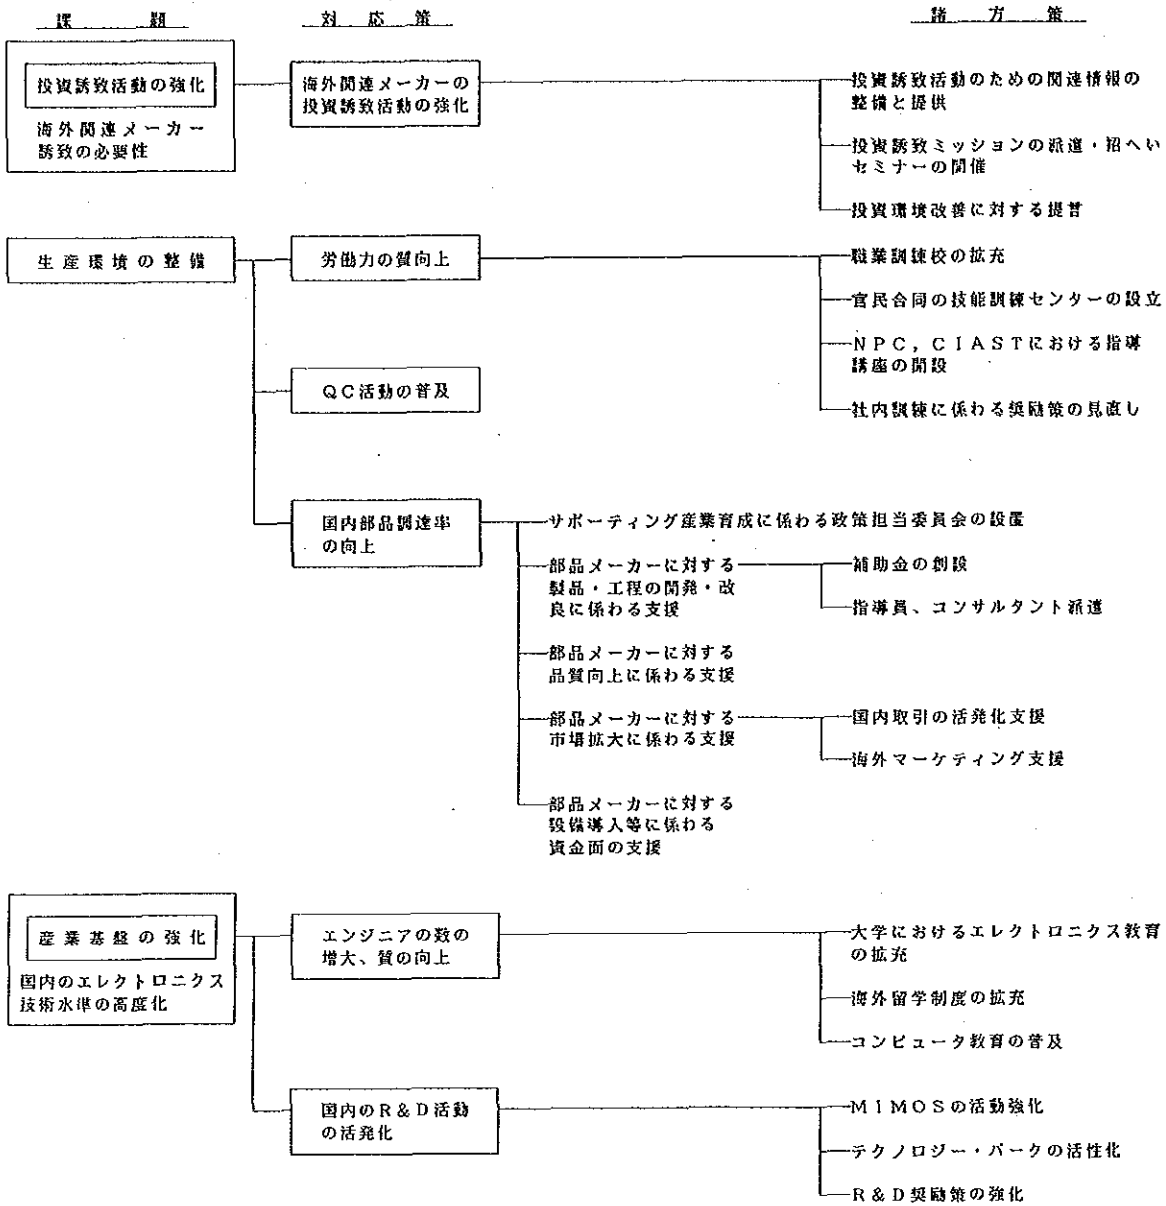 課題
対応策
諸方策
投資誘致活動の強化
海外関連メーカー
誘致の必要性
海外関連メーカーの
投資誘致活動の強化
投資誘致活動のための関連情報の
整備と提供
投資誘致ミッションの派遣・招へい
セミナーの開催
投資環境改善に対する提言
生産環境の整備
労働力の質向上
職業訓練校の拡充
官民合同の技能訓練センターの設立
NPC,CIASTにおける指導
講座の開設
社内訓練に係わる奨励策の見直し
QC活動の普及
国内部品調達率
の向上
サポーティング産業育成に係わる政策担当委員会の設置
部品メーカーに対する
製品・工程の開発・改
良に係わる支援
補助金の創設
指導員、コンサルタント派遣
部品メーカーに対する
品質向上に係わる支援
部品メーカーに対する
市場拡大に係わる支援
国内取引の活発化支援
海外マーケティング支援
部品メーカーに対する
設備導入等に係わる
資金面の支援
産業基盤の強化
国内のエレクトロニクス
技術水準の高度化
エンジニアの数の
増大、質の向上
大学におけるエレクトロニクス教育
の拡充
海外留学制度の拡充
コンピュータ教育の普及
国内のR&D活動
の活発化
MIMOSの活動強化
テクノロジー・パークの活性化
R&D奨励策の強化